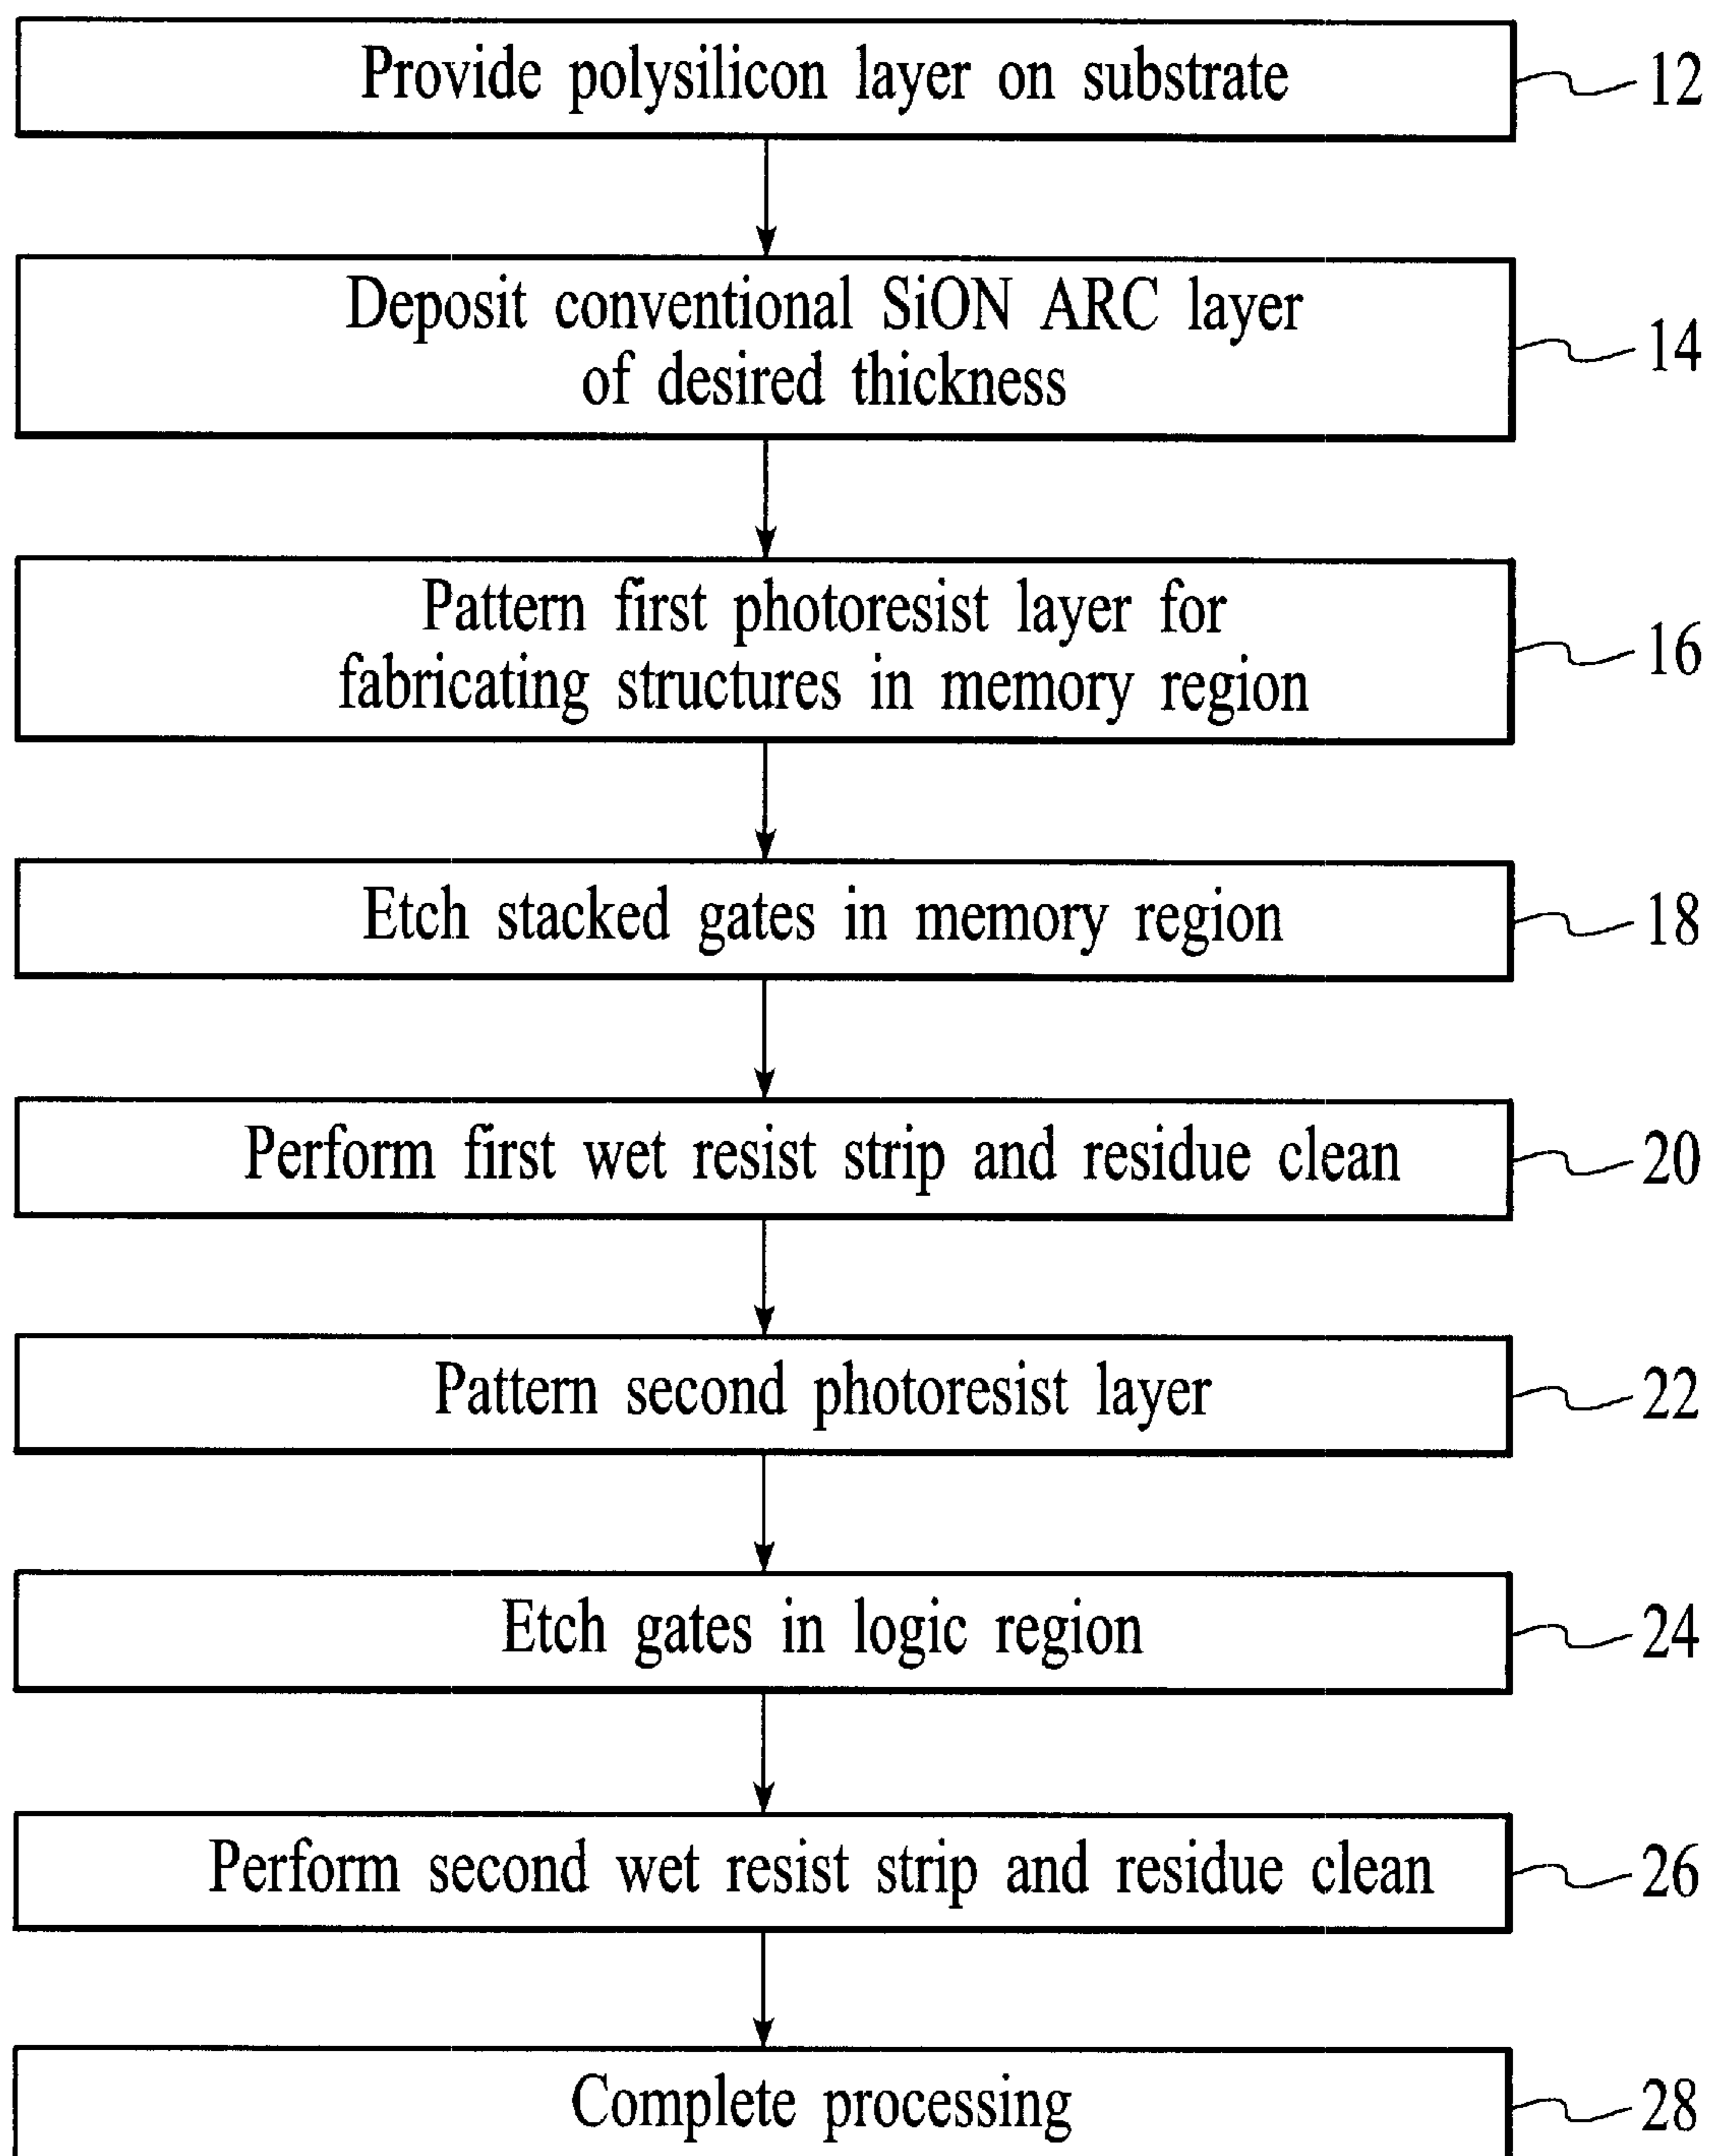 Provide polysilicon layer on substrate
12
Deposit conventional SiON ARC layer
of desired thickness
14
Pattern first photoresist layer for
fabricating structures in memory region
16
Etch stacked gates in memory region
18
Perform first wet resist strip and residue clean
20
Pattern second photoresist layer
22
Etch gates in logic region
24
Perform second wet resist strip and residue clean
26
Complete processing
28